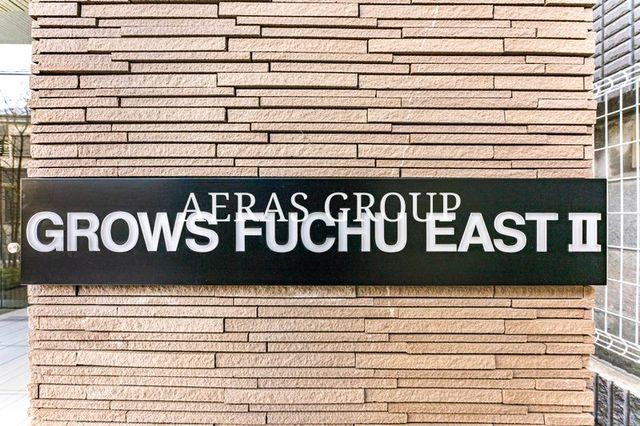 AERAS GROUP
GROWS FUCHU EAST Ⅱ